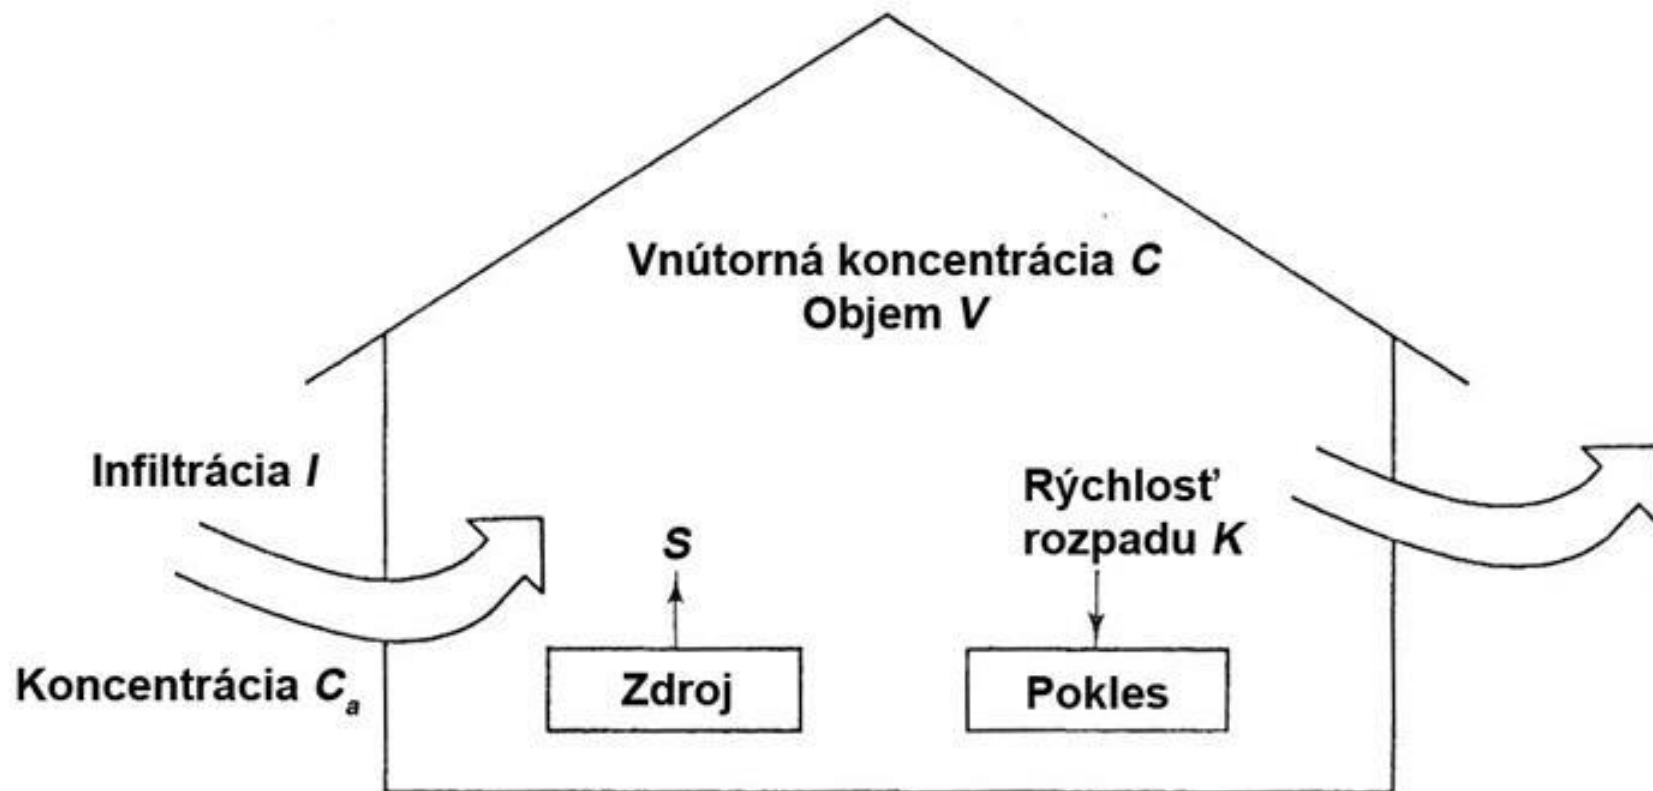 Vnútorná koncentrácia C
Objem V
Infiltrácia I
Koncentrácia Ca
S
Zdroj
Rýchlosť
rozpadu K
Pokles